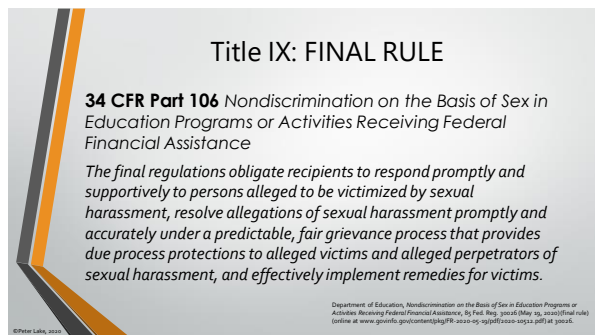 Title IX: FINAL RULE
34 CFR Part 106 Nondiscrimination on the Basis of Sex in
Education Programs or Activities Receiving Federal
Financial Assistance
The final regulations obligate recipients to respond promptly and
supportively to persons alleged to be victimized by sexual
harassment, resolve allegations of sexual harassment promptly and
accurately under a predictable, fair grievance process that provides
due process protections to alleged victims and alleged perpetrators of
sexual harassment, and effectively implement remedies for victims.
Department of Education, Nondiscrimination on the Basis of Sex in Education Programs or
Activities Receiving Federal Financial Assistance, 85 Fed. Reg. 30026 (May 19, 2020)(final rule)
(online at www.govinfo.gov/content/pkg/FR-2020-05-19/pdf/2020-10512.pdf) at 30026.
©Peter Lake, 2020